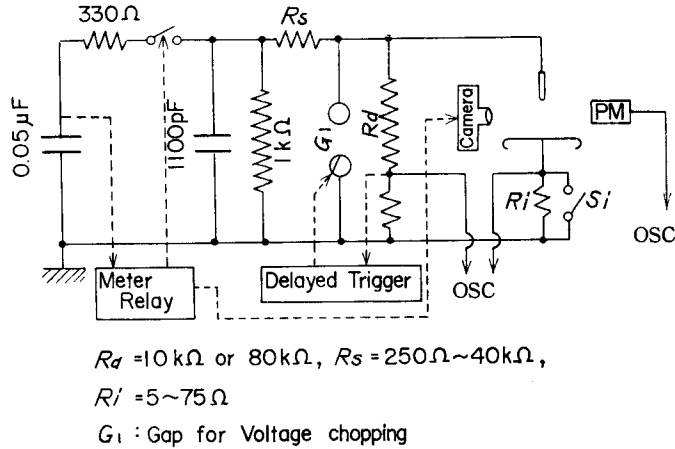 330Ω
Rs
0.05μF
1100pF
1kΩ
G1
Rd
Camera
PM
Ri
Si
OSC
OSC
Meter
Relay
Delayed Trigger
Rd =10kΩ or 80kΩ, Rs=250Ω~40kΩ,
Ri =5~75Ω
G1 : Gap for Voltage chopping